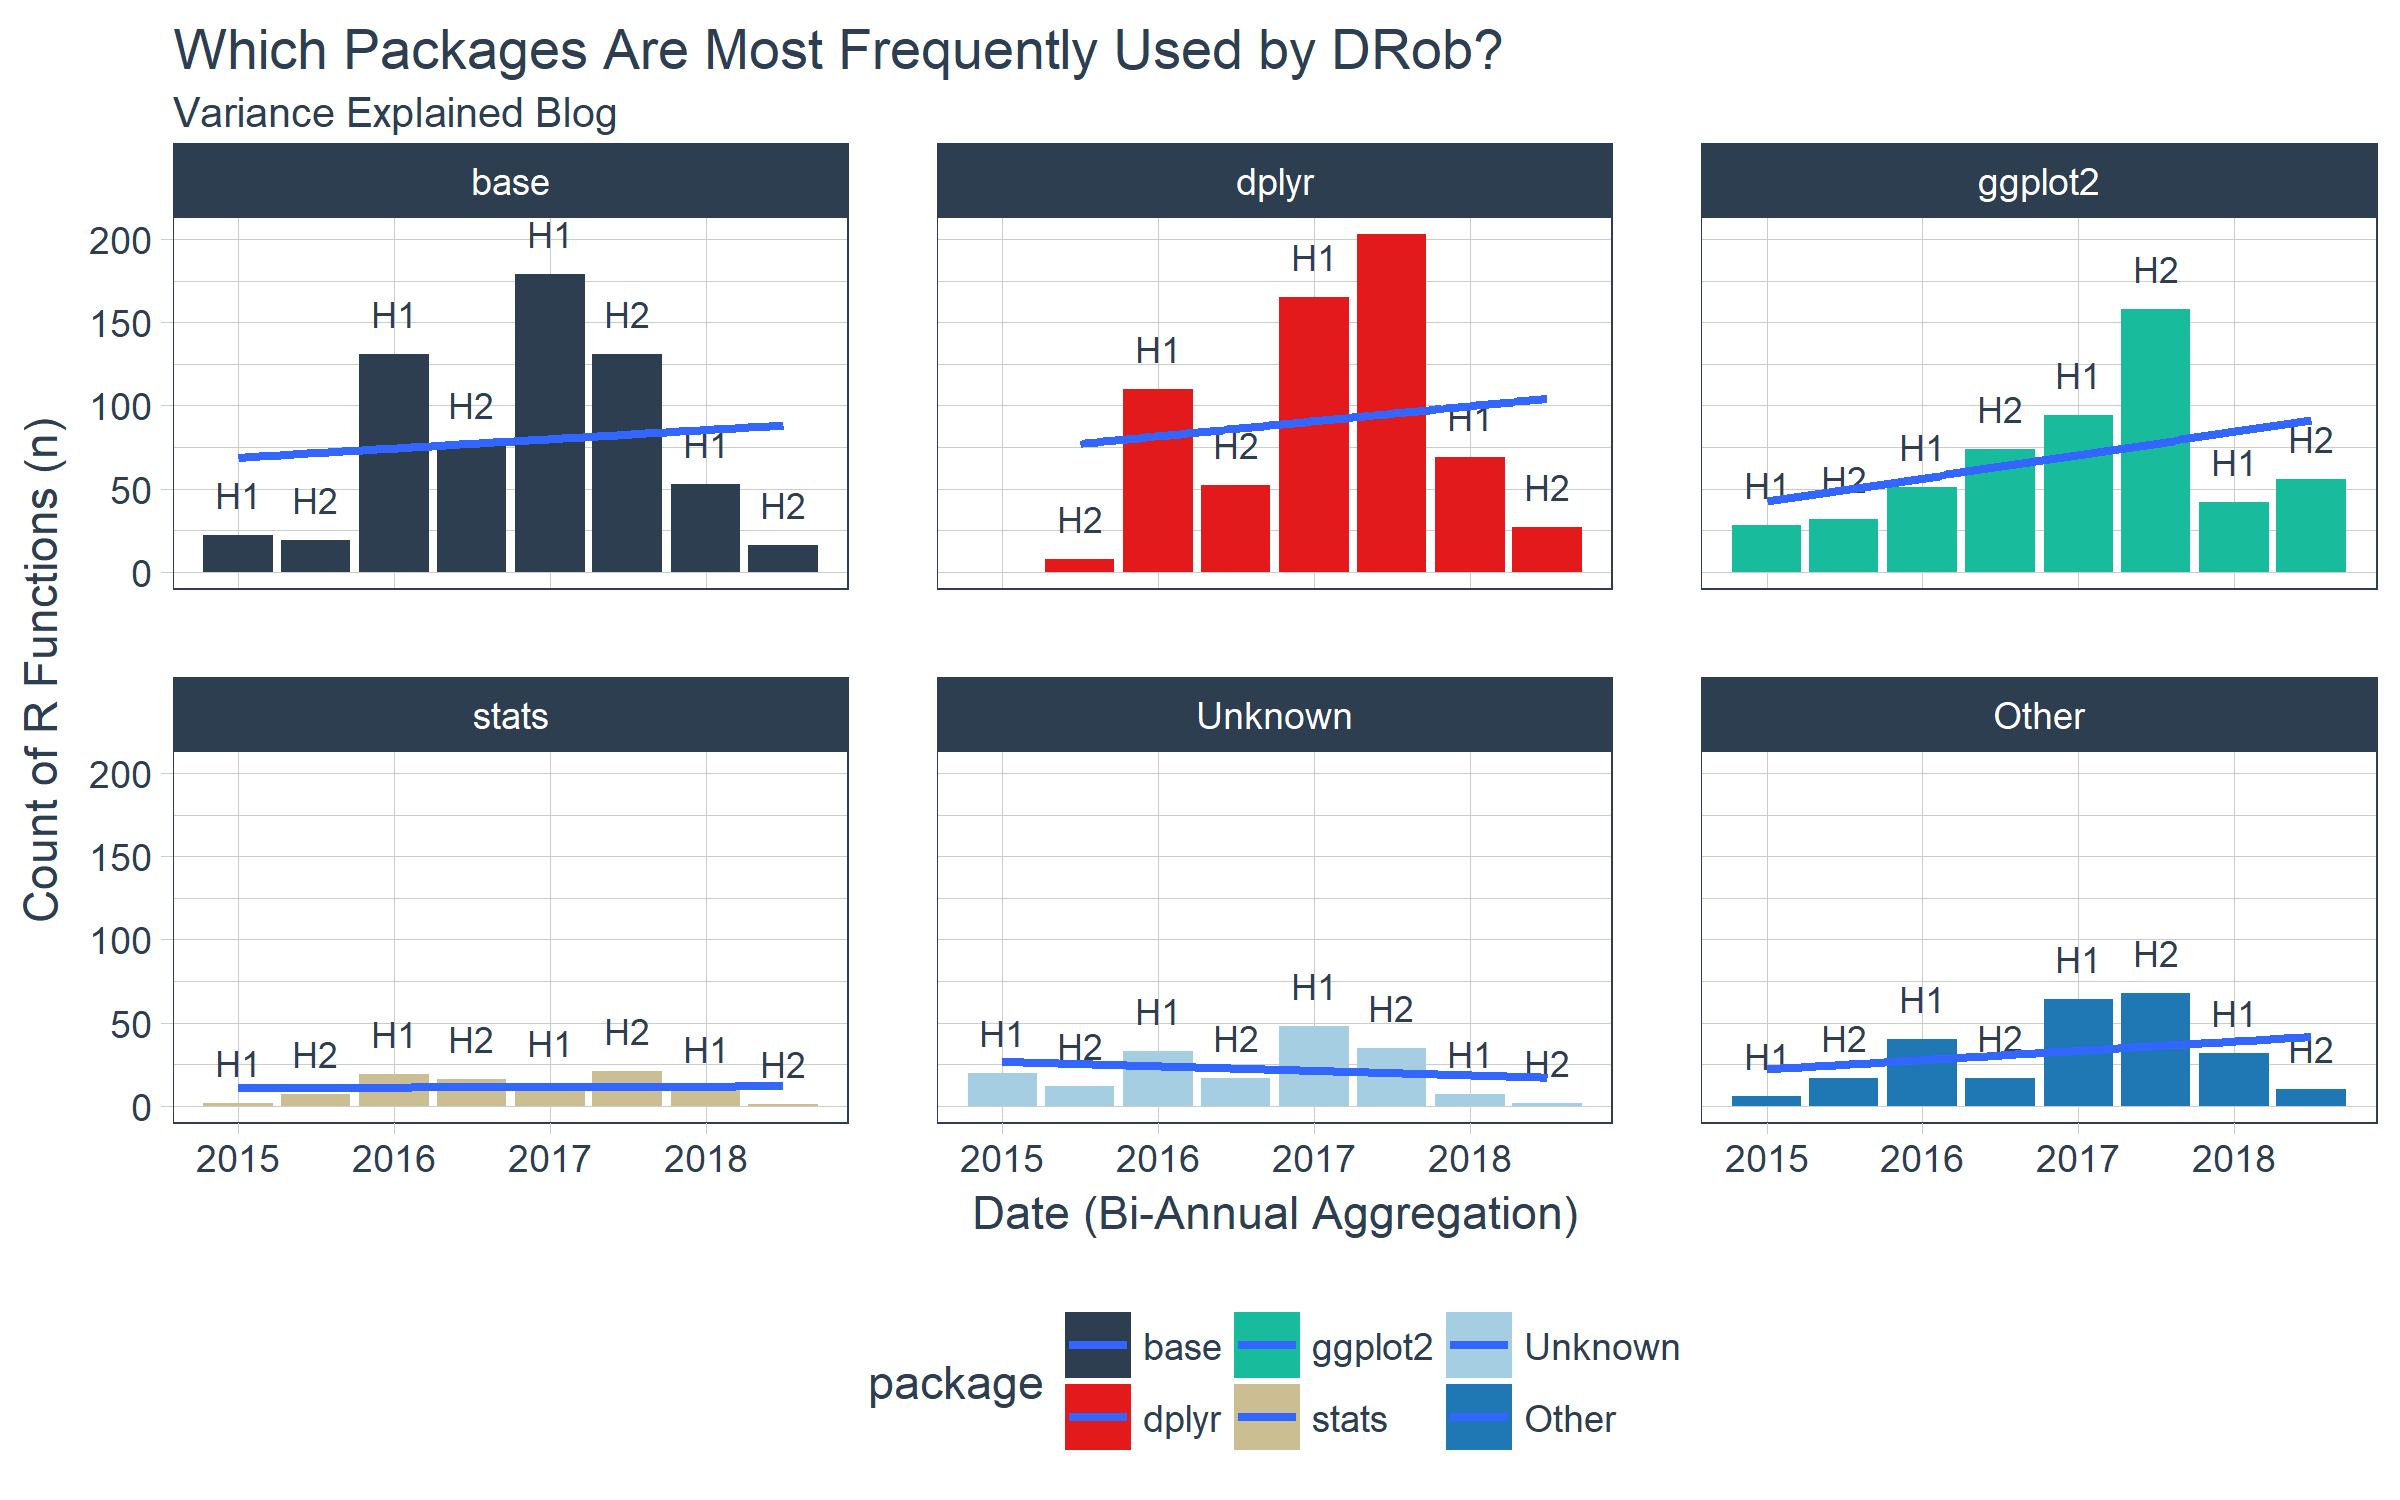 Which Packages Are Most Frequently Used by DRob?
Variance Explained Blog
base
dplyr
ggplot2
Count of R Functions (n)
200
150
100
50
0
H1
H2
H1
H2
H1
H2
H1
H2
H2
H1
H2
H1
H1
H2
H1
H2
H1
H2
H1
H2
H1
H2
stats
Unknown
Other
200
150
100
50
0
H1
H2
H1
H2
H1
H2
H1
H2
H1
H2
H1
H2
H1
H2
H1
H2
H1
H2
H1
H2
H1
H2
H1
H2
2015 2016 2017 2018
2015 2016 2017 2018
2015 2016 2017 2018
Date (Bi-Annual Aggregation)
package
base
ggplot2
Unknown
dplyr
stats
Other